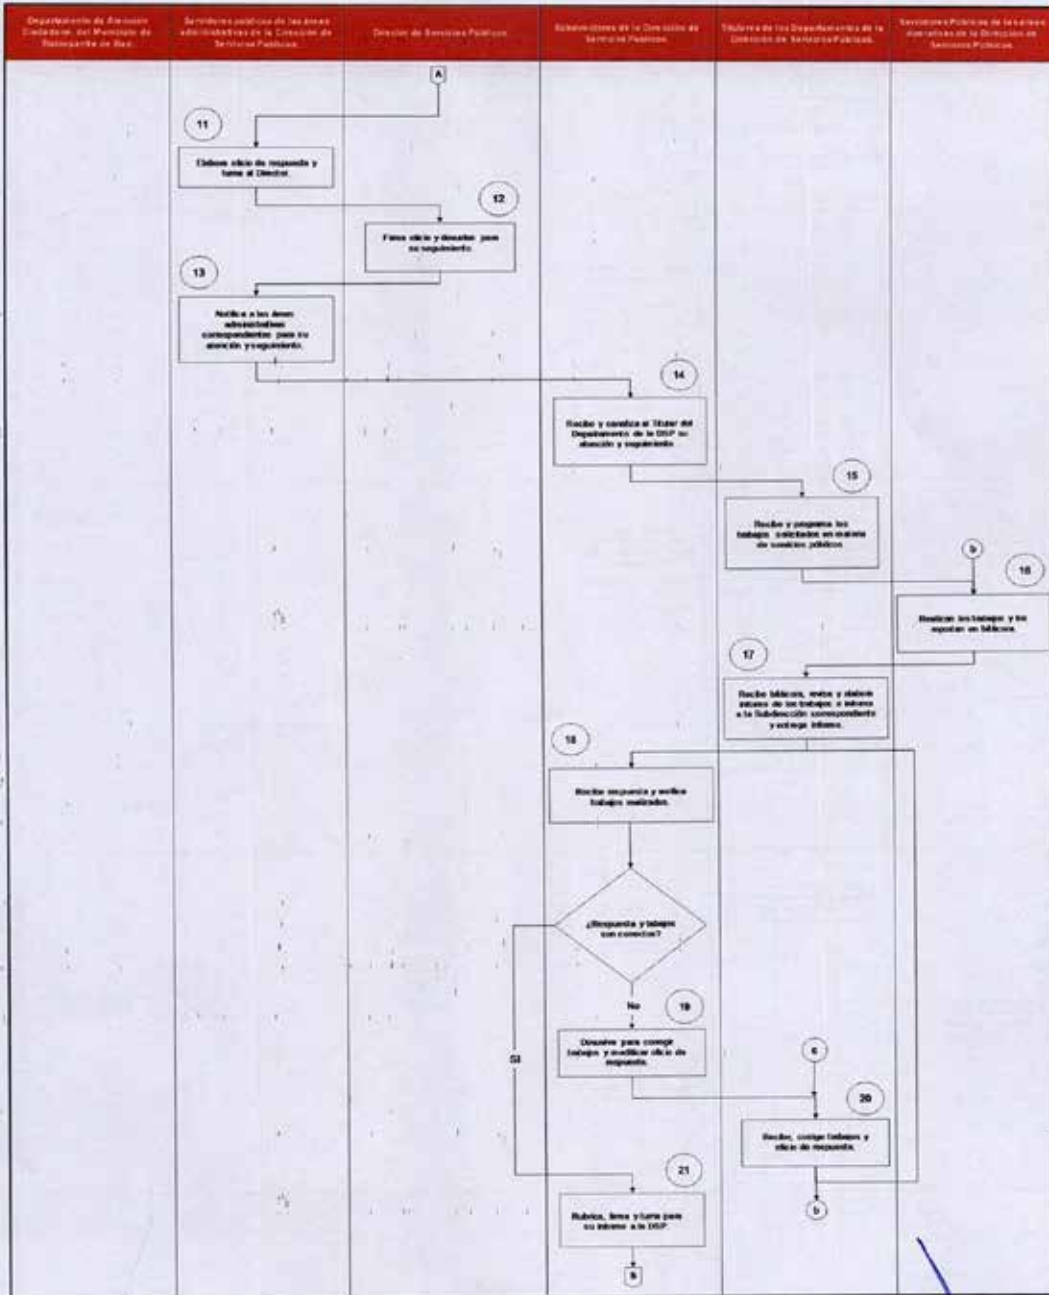 Departamento de Atención
Ciudadana, del Municipio de
Servidores públicos de las áreas
administrativas de la Dirección de
Servicios Públicos.
Director de Servicios Públicos.
Subdirectores de la Dirección de
Servicios Públicos.
Titulares de los Departamentos de la
Dirección de Servicios Públicos.
Servidores Públicos de las áreas
operativas de la Dirección de
Servicios Públicos.
A
11
Elabora oficio de respuesta y
turna al Director.
12
Firma oficio y devuelve para
su seguimiento.
13
Notifica a las áreas
administrativas
correspondientes para su
atención y seguimiento.
14
Recibe y canaliza al Titular del
Departamento de la DSP su
atención y seguimiento
15
Recibe y programa los
trabajos solicitados en materia
de servicios públicos
b
16
Realizan los trabajos y los
reportan en bitácora.
17
Recibe bitácora, revisa y elabora
informe de los trabajos e informa
a la Subdirección correspondiente
y entrega informe.
18
Recibe respuesta y verifica
trabajos realizados.
¿Respuesta y trabajos
son correctos?
No
SI
19
Devuelve para corregir
trabajos y modificar oficio de
respuesta.
6
20
Recibe, corrige trabajos y
oficio de respuesta.
b
21
Rubrica, firma y turna para
su informe a la DSP.